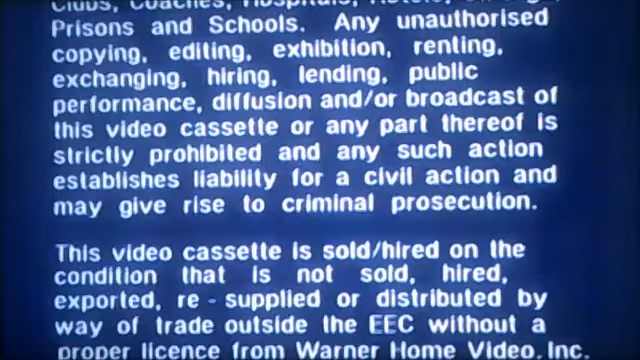 Clubs, Coaches, Hospitals, Hotels,
Prisons and Schools. Any unauthorised
copying, editing, exhibition, renting,
exchanging, hiring, lending, public
performance, diffusion and/or broadcast of
this video cassette or any part thereof is
strictly prohibited and any such action
establishes liability for a civil action and
may give rise to criminal prosecution.
This video cassette is sold/hired on the
condition that is not sold, hired,
exported, re - supplied or distributed by
way of trade outside the EEC without a
proper licence from Warner Home Video Inc.